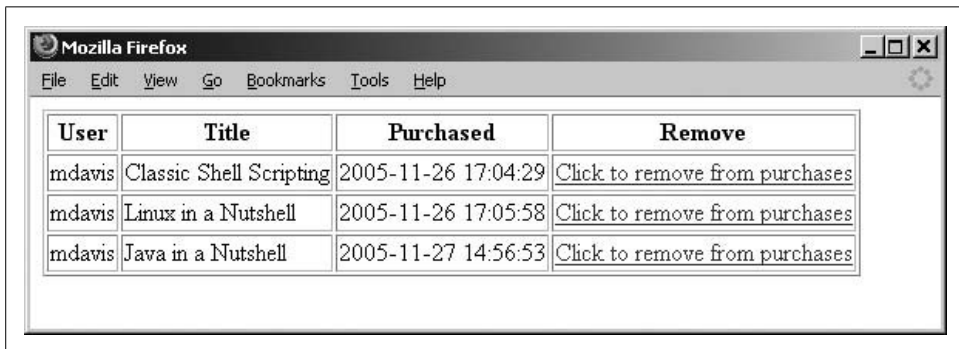 Mozilla Firefox
File Edit View Go Bookmarks Tools Help
User Title Purchased Remove
mdavis Classic Shell Scripting 2005-11-26 17:04:29 Click to remove from purchases
mdavis Linux in a Nutshell 2005-11-26 17:05:58 Click to remove from purchases
mdavis Java in a Nutshell 2005-11-27 14:56:53 Click to remove from purchases